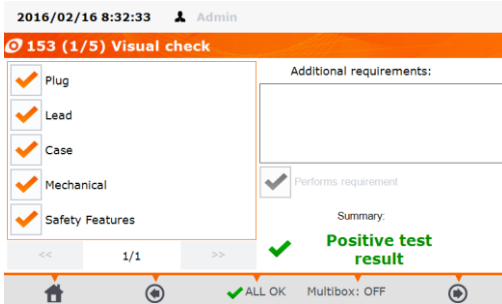 2016/02/16 8:32:33 Admin
153 (1/5) Visual check
Plug
Lead
Case
Mechanical
Safety Features
<< 1/1 >>
Additional requirements:
Performs requirement
Summary:
Positive test
result
ALL OK Multibox: OFF